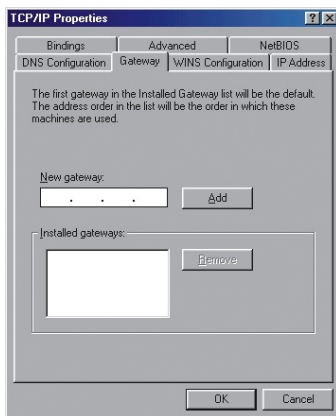 TCP/IP Properties
Bindings Advanced NetBIOS
DNS Configuration Gateway WINS Configuration IP Address
The first gateway in the Installed Gateway list will be the default.
The address order in the list will be the order in which these
machines are used.
New gateway:
. . .
Add
Installed gateways:
Remove
OK Cancel